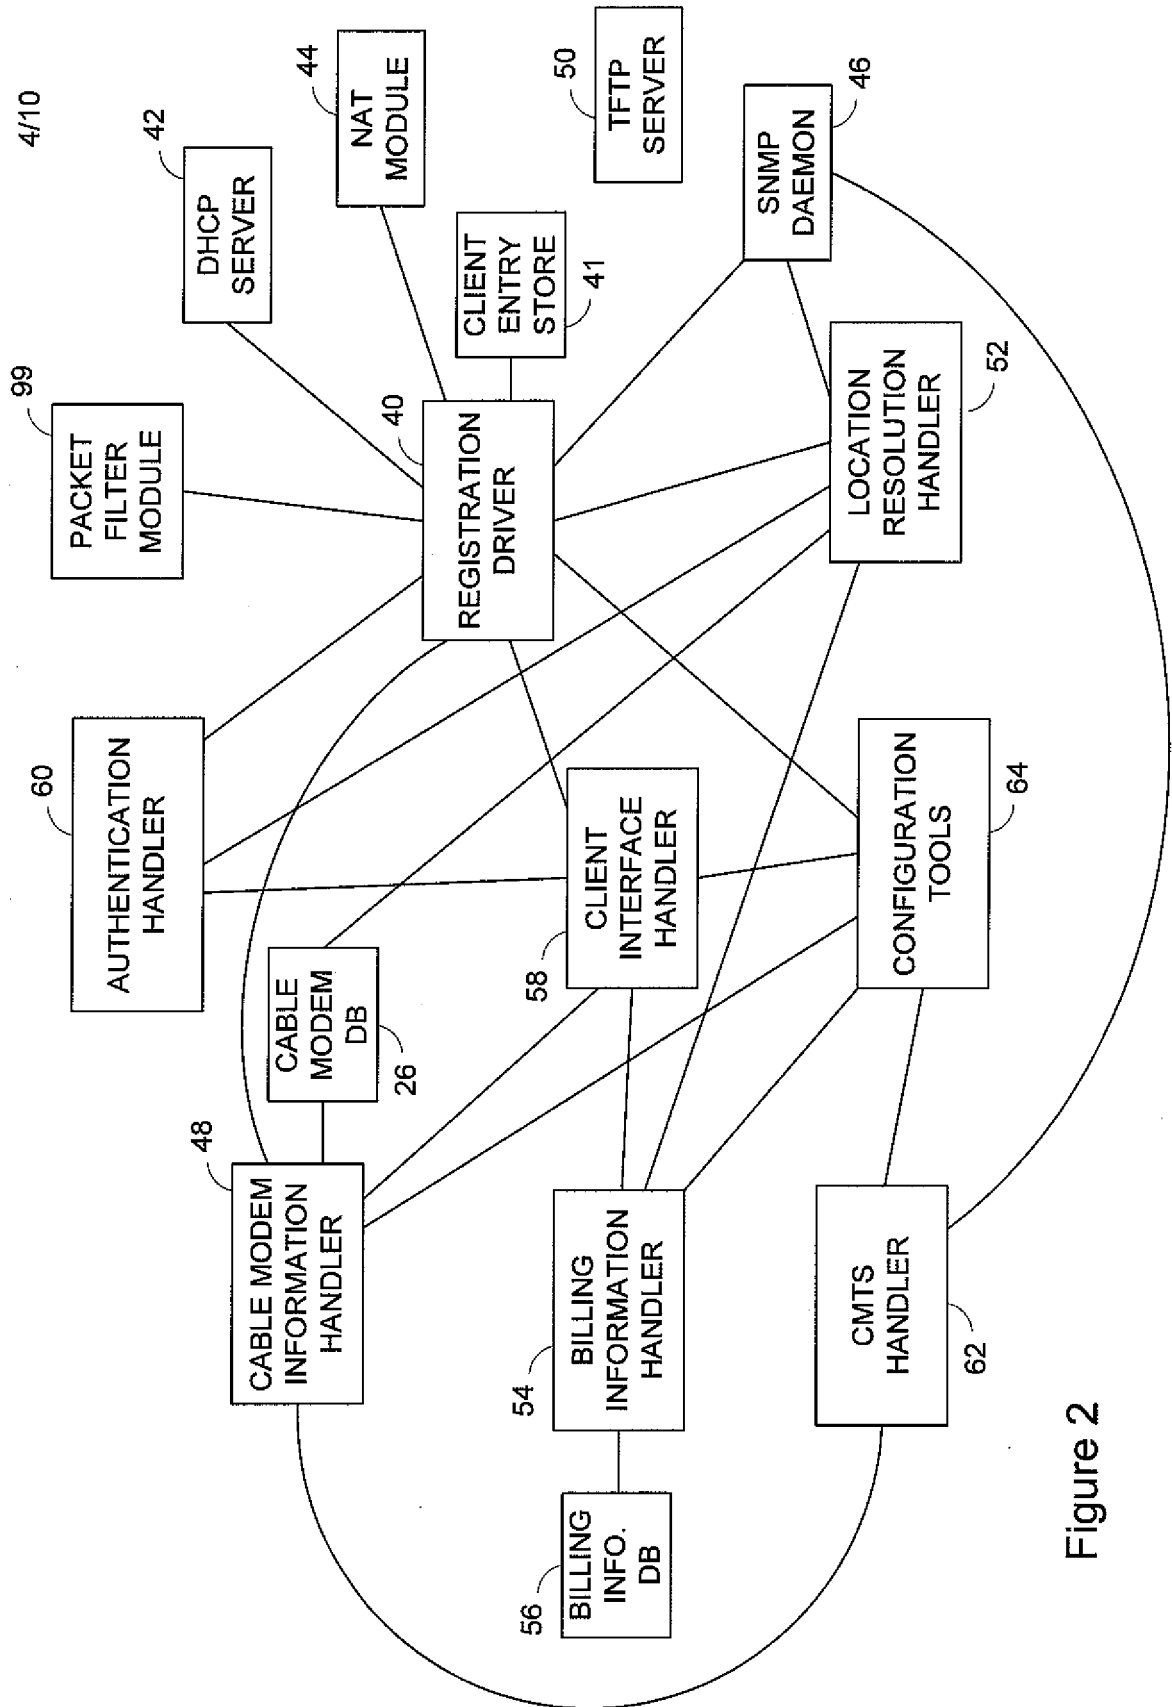 4/10
60
AUTHENTICATION
HANDLER
99
PACKET
FILTER
MODULE
42
DHCP
SERVER
44
NAT
MODULE
48
CABLE MODEM
INFORMATION
HANDLER
CABLE
MODEM
DB
26
40
REGISTRATION
DRIVER
CLIENT
ENTRY
STORE
41
50
TFTP
SERVER
56
BILLING
INFO.
DB
54
BILLING
INFORMATION
HANDLER
58
CLIENT
INTERFACE
HANDLER
SNMP
DAEMON
46
CMTS
HANDLER
62
CONFIGURATION
TOOLS
64
LOCATION
RESOLUTION
HANDLER
52
Figure 2